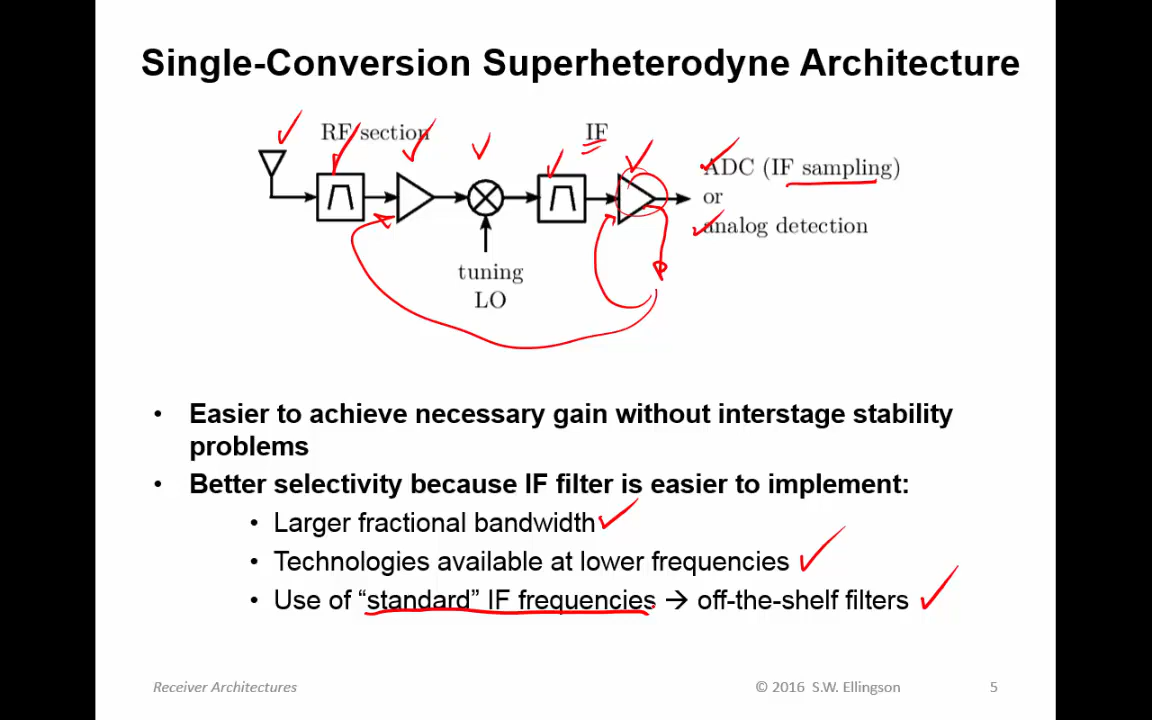 Single-Conversion Superheterodyne Architecture
RF section
IF
ADC (IF sampling)
or
analog detection
tuning
LO
• Easier to achieve necessary gain without interstage stability
problems
• Better selectivity because IF filter is easier to implement:
• Larger fractional bandwidth
• Technologies available at lower frequencies
• Use of “standard” IF frequencies → off-the-shelf filters
Receiver Architectures
© 2016 S.W. Ellingson
5